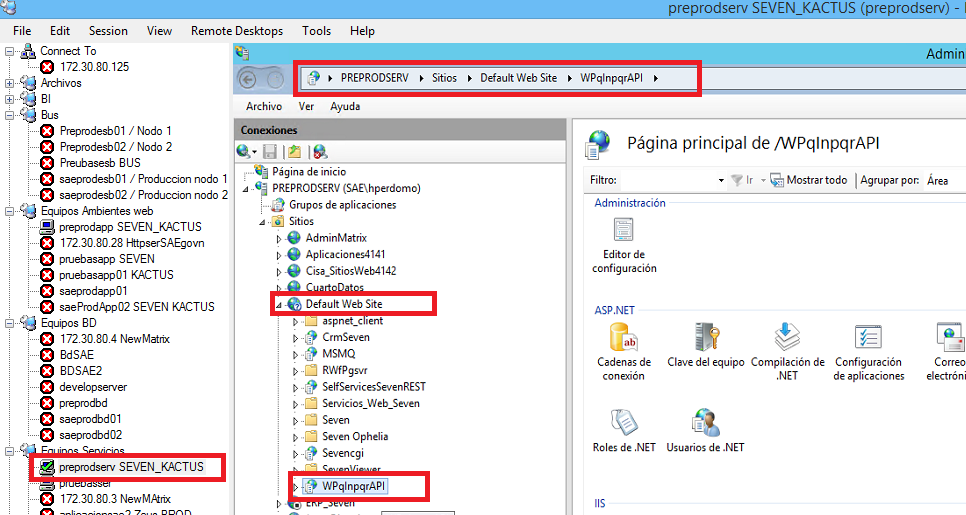 preprodserv SEVEN_KACTUS (preprodserv) -
File Edit Session View Remote Desktops Tools Help
Connect To
172.30.80.125
Archivos
BI
Bus
Preprodesb01 / Nodo 1
Preprodesb02 / Nodo 2
Preubasesb BUS
saeprodesb01 / Produccion nodo 1
saeprodesb02 / Produccion nodo 2
Equipos Ambientes web
preprodapp SEVEN_KACTUS
172.30.80.28 HttpserSAEgovn
pruebasapp SEVEN
pruebasapp01 KACTUS
saeprodapp01
saeProdApp02 SEVEN KACTUS
Equipos BD
172.30.80.4 NewMatrix
BdSAE
BDSAE2
developserver
preprodbd
saeprodbd01
saeprodbd02
Equipos Servicios
preprodserv SEVEN_KACTUS
pruebasser
172.30.80.3 NewMAtrix
aplicacionsae2 Zeus PROD
Admin
PREPRODSERV Sitios Default Web Site WPqInpqrAPI
Archivo Ver Ayuda
Conexiones
Página de inicio
PREPRODSERV (SAE\hperdomo)
Grupos de aplicaciones
Sitios
AdminMatrix
Aplicaciones4141
Cisa_SitiosWeb4142
CuartoDatos
Default Web Site
aspnet_client
CrmSeven
MSMQ
RWfPgsvr
SelfServicesSevenREST
Servicios_Web_Seven
Seven
Seven Ophelia
Sevencgi
SevenViewer
WPqInpqrAPI
ERP_Seven
Página principal de /WPqInpqrAPI
Filtro: Ir Mostrar todo Agrupar por: Área
Administración
Editor de
configuración
ASP.NET
Cadenas de
conexión
Clave del equipo
Compilación de
.NET
Configuración
de aplicaciones
Correo
electróni
Roles de .NET
Usuarios de .NET
IIS